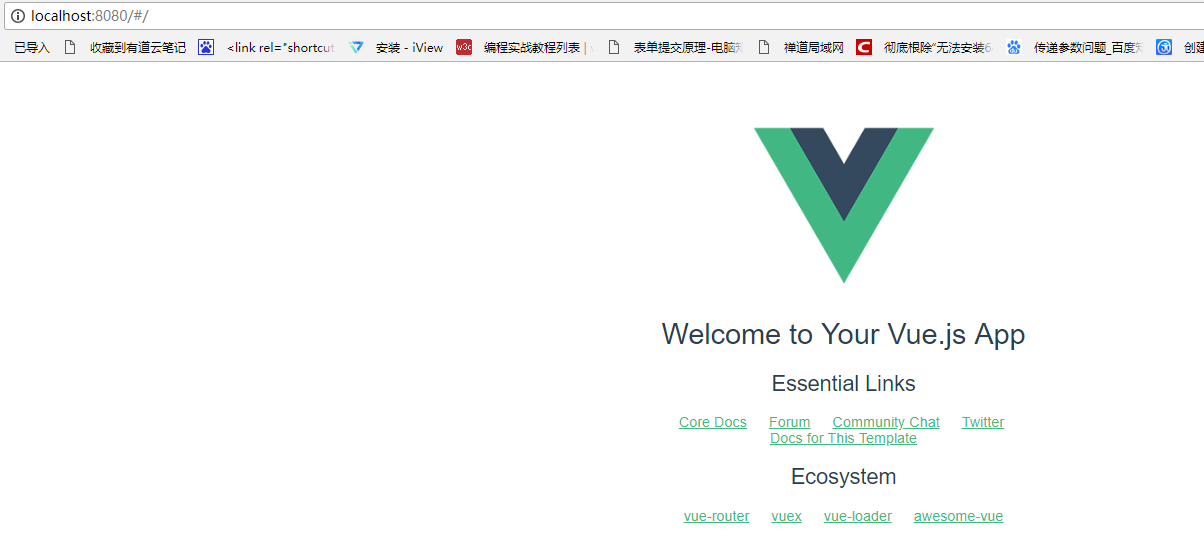 localhost:8080/#/
已导入 收藏到有道云笔记 <link rel="shortcut 安装 - iView w3c 编程实战教程列表 | 表单提交原理-电脑 禅道局域网 C 彻底根除"无法安装6 传递参数问题_百度 创建
Welcome to Your Vue.js App
Essential Links
Core Docs Forum Community Chat Twitter
Docs for This Template
Ecosystem
vue-router vuex vue-loader awesome-vue